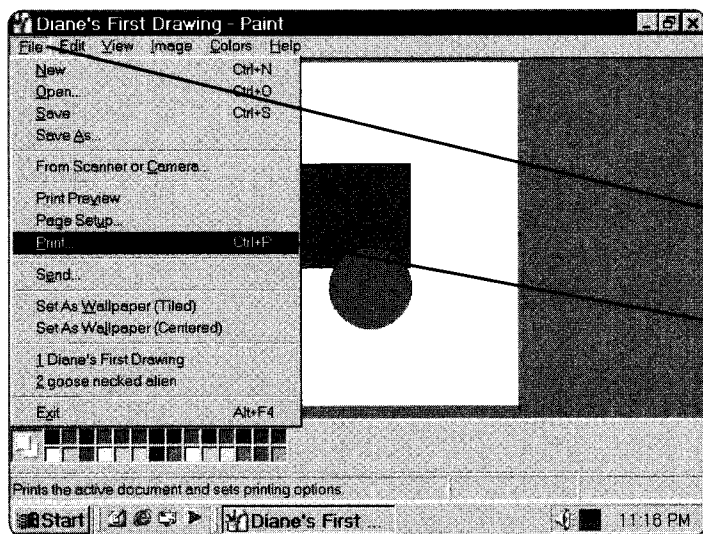 Diane's First Drawing - Paint
File Edit View Image Colors Help
New Ctrl+N
Open... Ctrl+O
Save Ctrl+S
Save As...
From Scanner or Camera...
Print Preview
Page Setup...
Print... Ctrl+P
Send...
Set As Wallpaper (Tiled)
Set As Wallpaper (Centered)
1 Diane's First Drawing
2 goose necked alien
Exit Alt+F4
Prints the active document and sets printing options.
Start Diane's First ... 11:16 PM